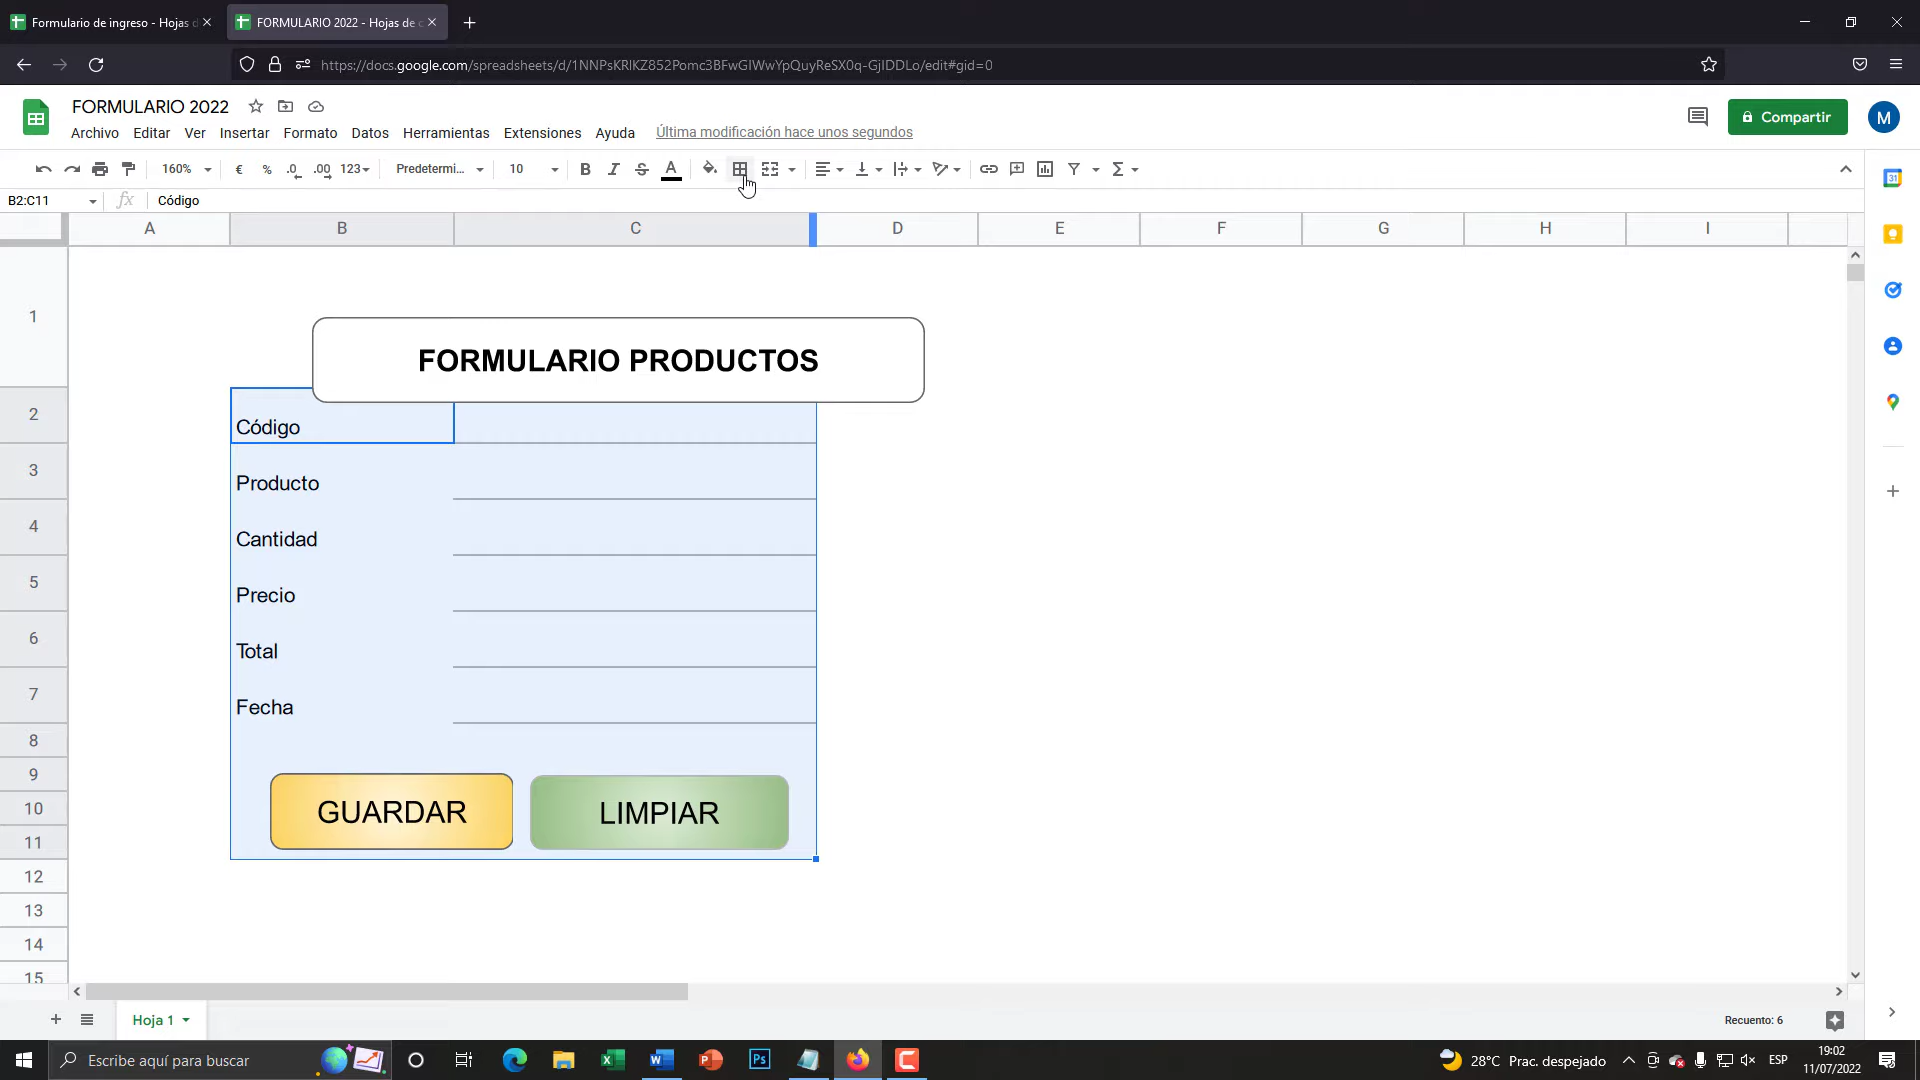 Formulario de ingreso - Hojas d
FORMULARIO 2022 - Hojas de c
https://docs.google.com/spreadsheets/d/1NNPsKRlKZ852Pomc3BFwGIWwYpQuyReSX0q-GjIDDLo/edit#gid=0
FORMULARIO 2022
Archivo Editar Ver Insertar Formato Datos Herramientas Extensiones Ayuda Última modificación hace unos segundos
Compartir
M
160% € % .0 .00 123 Predetermi... 10 B I S A
B2:C11 fx Código
31
A B C D E F G H I
1
FORMULARIO PRODUCTOS
2 Código
3 Producto
4 Cantidad
5 Precio
6 Total
7 Fecha
8
9
10 GUARDAR LIMPIAR
11
12
13
14
15
Hoja 1
Recuento: 6
Escribe aquí para buscar
28°C Prac. despejado
ESP
19:02
11/07/2022